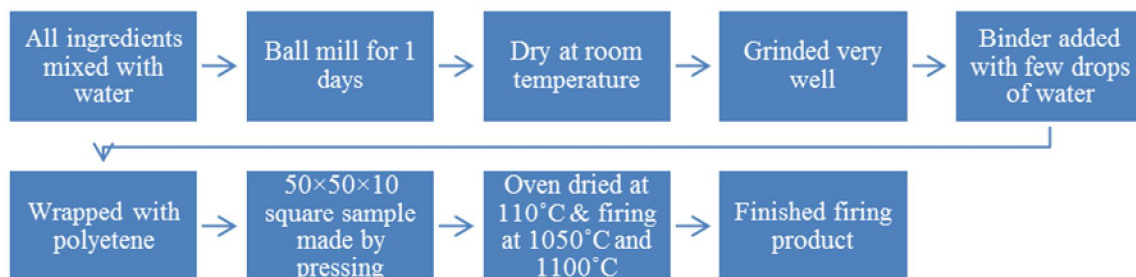 All ingredients
mixed with
water
Ball mill for 1
days
Dry at room
temperature
Grinded very
well
Binder added
with few drops
of water
Wrapped with
polyetene
50×50×10
square sample
made by
pressing
Oven dried at
110˚C & firing
at 1050˚C and
1100˚C
Finished firing
product